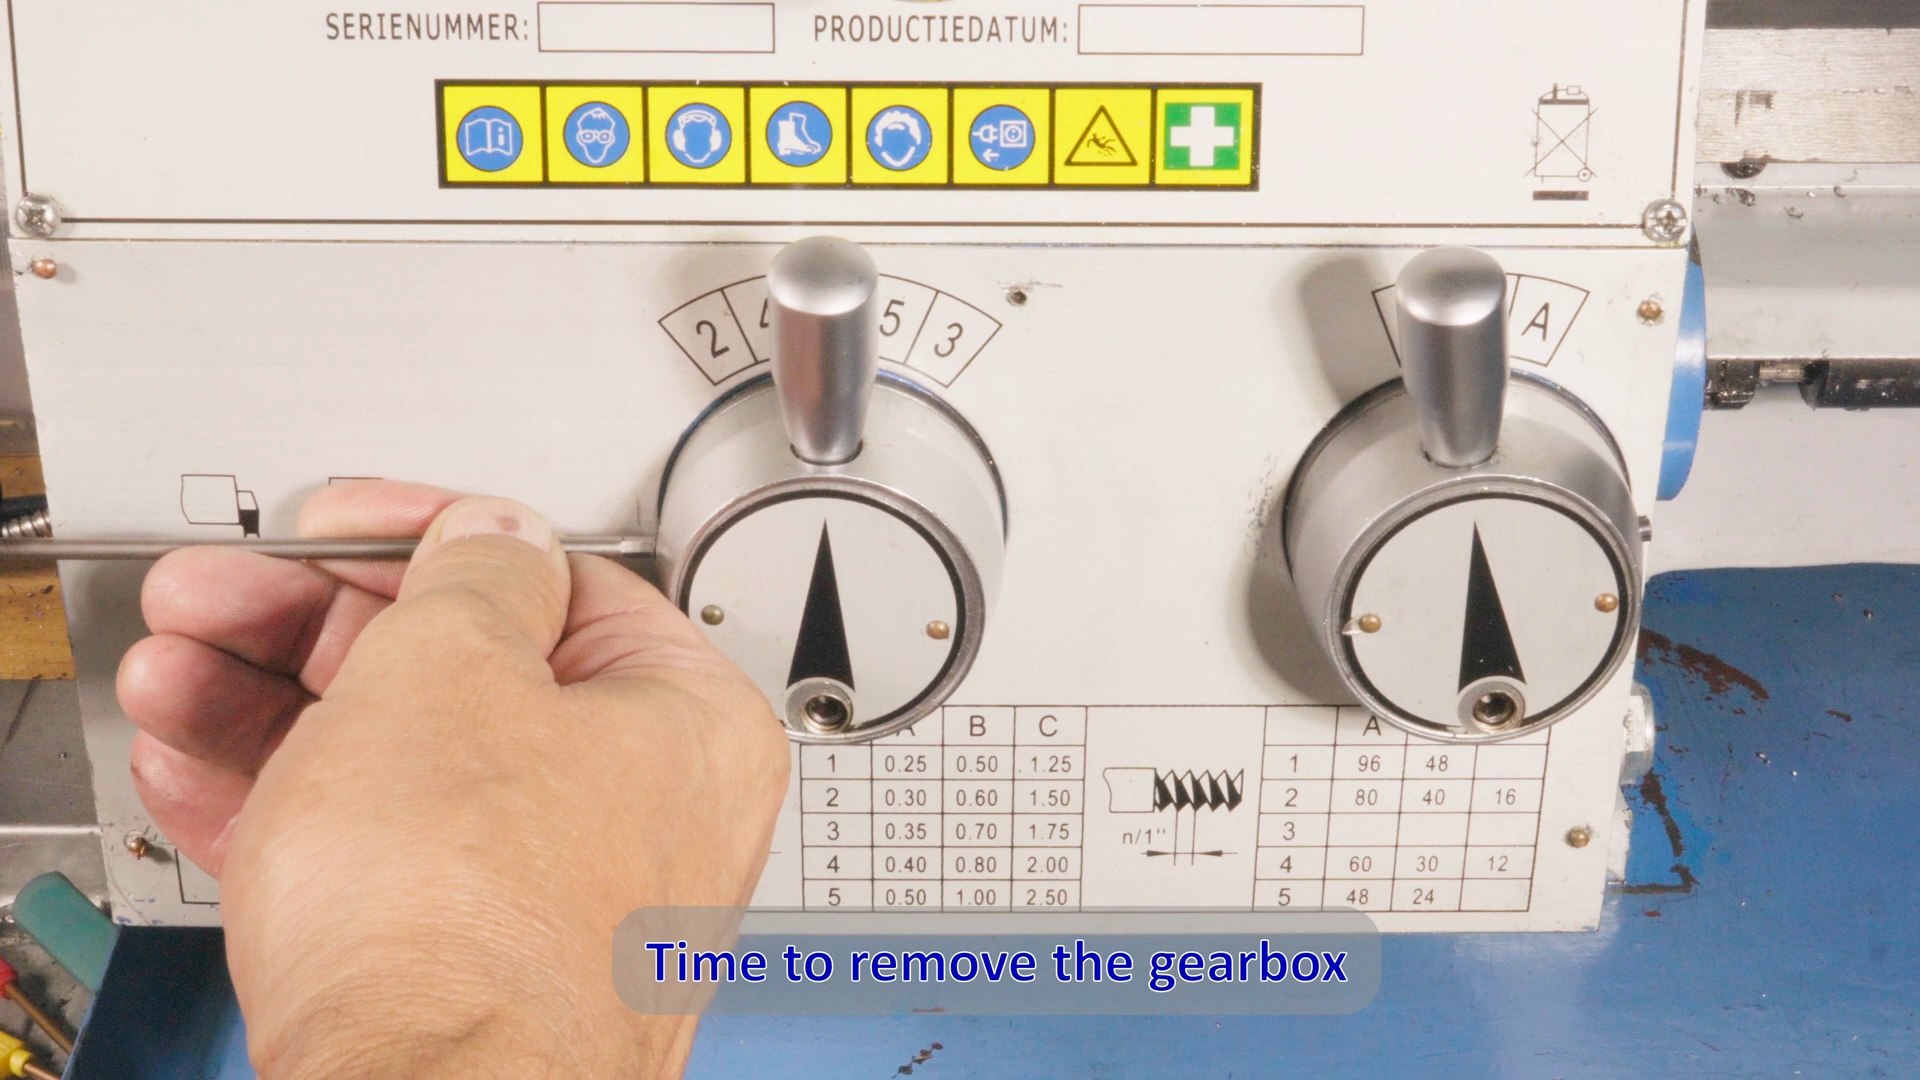 SERIENUMMER: PRODUCTIEDATUM:
2 5 3
A
B C A
1 0.25 0.50 1.25 1 96 48
2 0.30 0.60 1.50 2 80 40 16
3 0.35 0.70 1.75 n/1" 3
4 0.40 0.80 2.00 4 60 30 12
5 0.50 1.00 2.50 5 48 24
Time to remove the gearbox